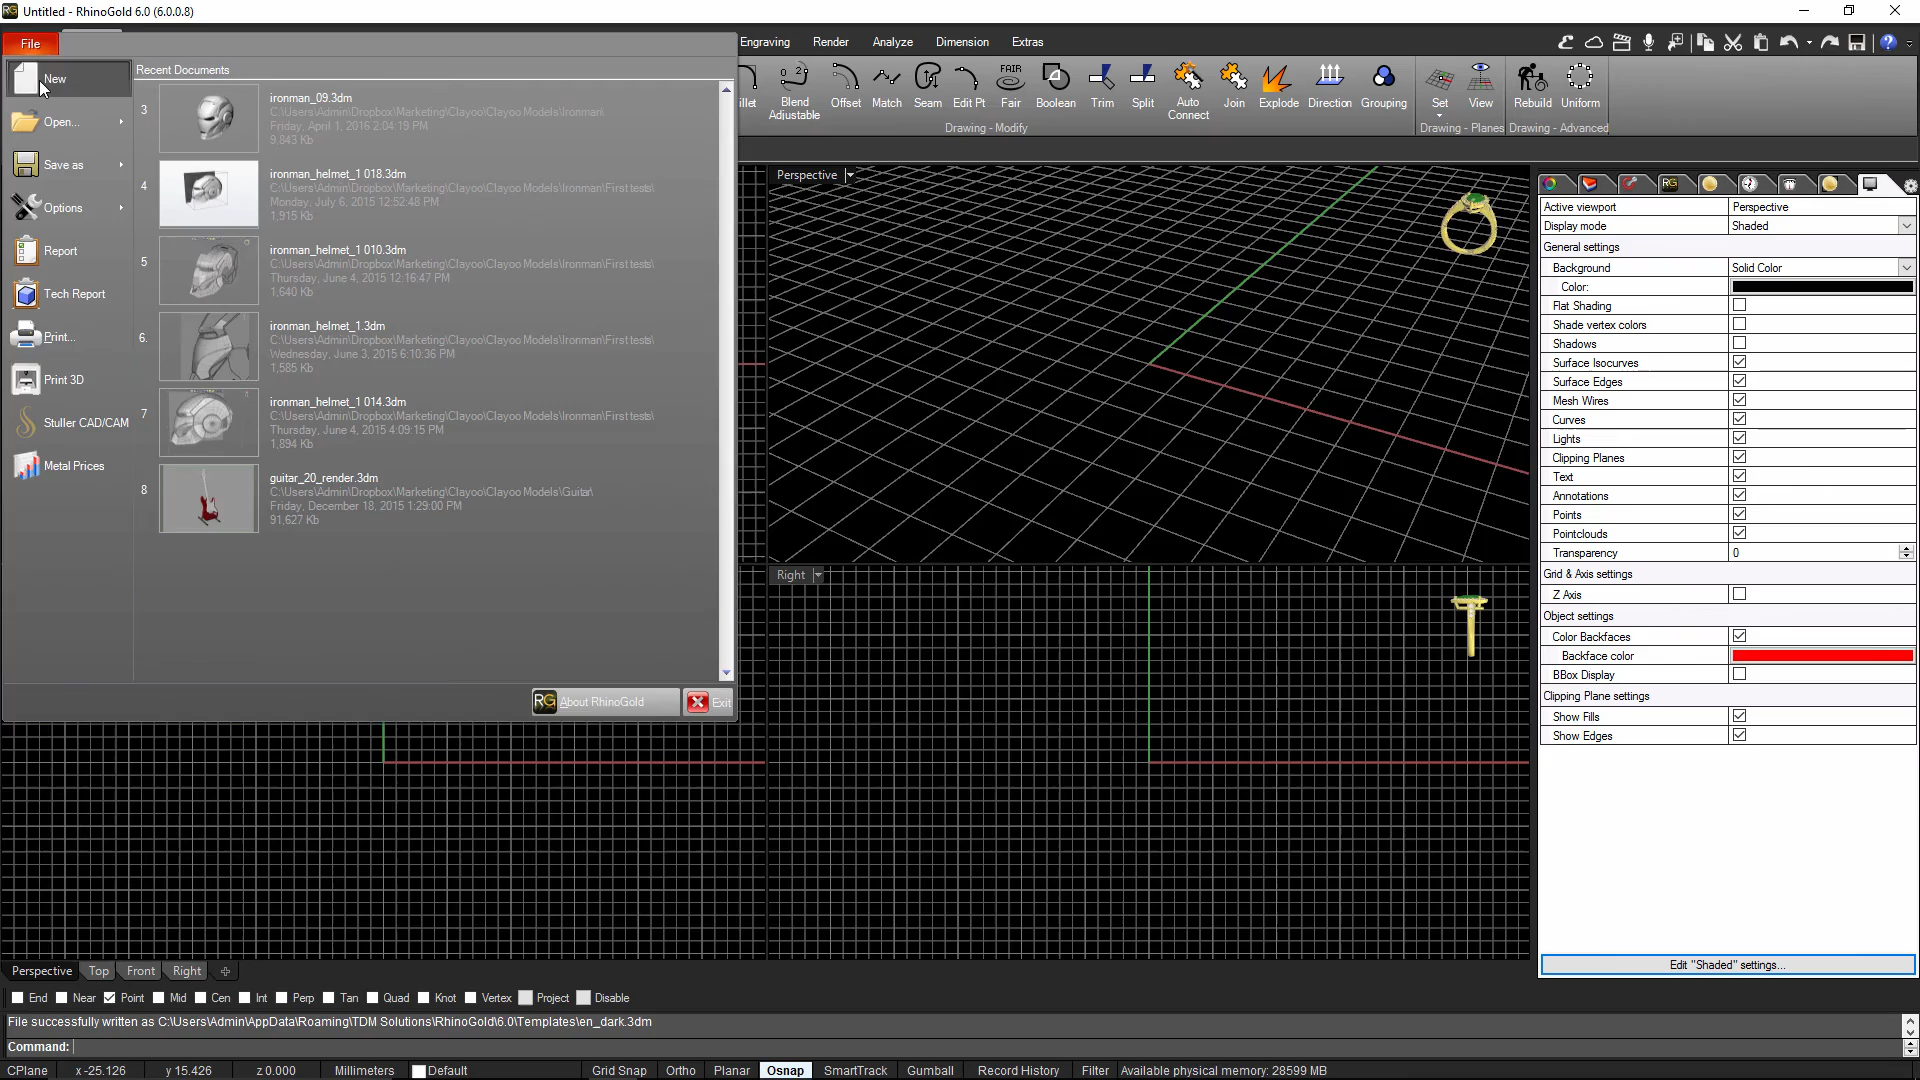 Untitled - RhinoGold 6.0 (6.0.0.8)
File
Engraving Render Analyze Dimension Extras
New
Open...
Save as
Options
Report
Tech Report
Print...
Print 3D
Stuller CAD/CAM
Metal Prices
Recent Documents
3
ironman_09.3dm
C:\Users\Admin\Dropbox\Marketing\Clayoo\Clayoo Models\Ironman\
Friday, April 1, 2016 2:04:19 PM
9,843 Kb
4
ironman_helmet_1 018.3dm
C:\Users\Admin\Dropbox\Marketing\Clayoo\Clayoo Models\Ironman\First tests\
Monday, July 6, 2015 12:52:48 PM
1,915 Kb
5
ironman_helmet_1 010.3dm
C:\Users\Admin\Dropbox\Marketing\Clayoo\Clayoo Models\Ironman\First tests\
Thursday, June 4, 2015 12:16:47 PM
1,640 Kb
6.
ironman_helmet_1.3dm
C:\Users\Admin\Dropbox\Marketing\Clayoo\Clayoo Models\Ironman\First tests\
Wednesday, June 3, 2015 6:10:36 PM
1,585 Kb
7
ironman_helmet_1 014.3dm
C:\Users\Admin\Dropbox\Marketing\Clayoo\Clayoo Models\Ironman\First tests\
Thursday, June 4, 2015 4:09:15 PM
1,894 Kb
8
guitar_20_render.3dm
C:\Users\Admin\Dropbox\Marketing\Clayoo\Clayoo Models\Guitar\
Friday, December 18, 2015 1:29:00 PM
91,627 Kb
RG About RhinoGold Exit
illet Blend Adjustable Offset Match Seam Edit Pt FAIR Fair Boolean Trim Split Auto Connect Join Explode Direction Grouping Set View Rebuild Uniform
Drawing - Modify Drawing - Planes Drawing - Advanced
Perspective
Right
Active viewport Perspective
Display mode Shaded
General settings
Background Solid Color
Color:
Flat Shading
Shade vertex colors
Shadows
Surface Isocurves
Surface Edges
Mesh Wires
Curves
Lights
Clipping Planes
Text
Annotations
Points
Pointclouds
Transparency 0
Grid & Axis settings
Z Axis
Object settings
Color Backfaces
Backface color
BBox Display
Clipping Plane settings
Show Fills
Show Edges
Edit "Shaded" settings...
Perspective Top Front Right
End Near Point Mid Cen Int Perp Tan Quad Knot Vertex Project Disable
File successfully written as C:\Users\Admin\AppData\Roaming\TDM Solutions\RhinoGold\6.0\Templates\en_dark.3dm
Command:
CPlane x -25.126 y 15.426 z 0.000 Millimeters Default Grid Snap Ortho Planar Osnap SmartTrack Gumball Record History Filter Available physical memory: 28599 MB